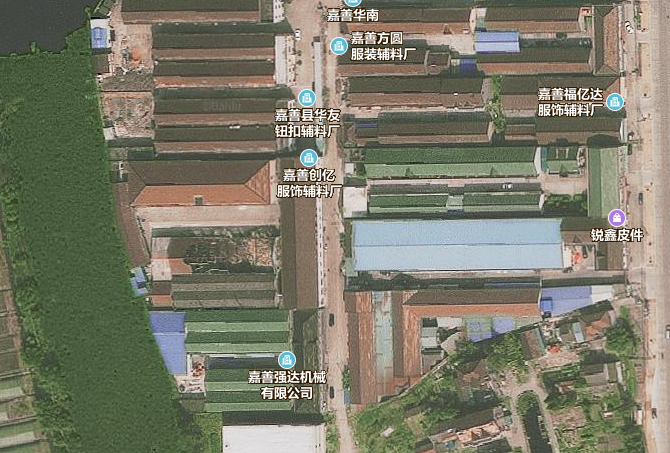 嘉善华南
嘉善方圆
服装辅料厂
嘉善福亿达
服饰辅料厂
嘉善县华友
钮扣辅料厂
嘉善创亿
服饰辅料厂
锐鑫皮件
嘉善强达机械
有限公司